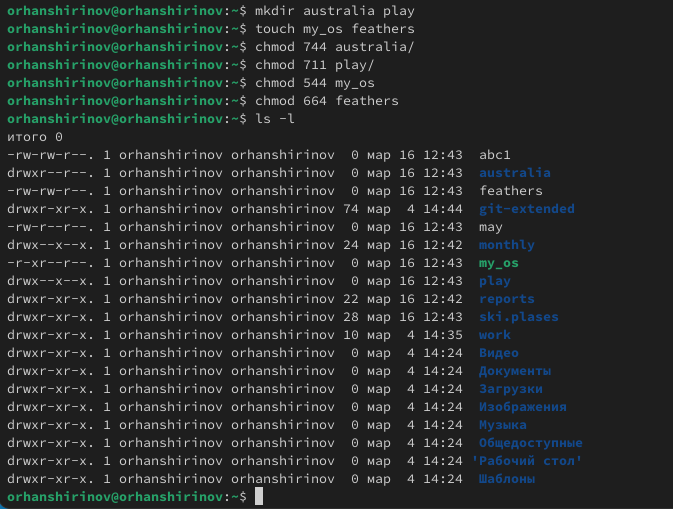 orhanshirinov@orhanshirinov:~$ mkdir australia play
orhanshirinov@orhanshirinov:~$ touch my_os feathers
orhanshirinov@orhanshirinov:~$ chmod 744 australia/
orhanshirinov@orhanshirinov:~$ chmod 711 play/
orhanshirinov@orhanshirinov:~$ chmod 544 my_os
orhanshirinov@orhanshirinov:~$ chmod 664 feathers
orhanshirinov@orhanshirinov:~$ ls -l
итого 0
-rw-rw-r--. 1 orhanshirinov orhanshirinov  0 мар 16 12:43  abc1
drwxr--r--. 1 orhanshirinov orhanshirinov  0 мар 16 12:43  australia
-rw-rw-r--. 1 orhanshirinov orhanshirinov  0 мар 16 12:43  feathers
drwxr-xr-x. 1 orhanshirinov orhanshirinov 74 мар  4 14:44  git-extended
-rw-r--r--. 1 orhanshirinov orhanshirinov  0 мар 16 12:43  may
drwx--x--x. 1 orhanshirinov orhanshirinov 24 мар 16 12:42  monthly
-r-xr--r--. 1 orhanshirinov orhanshirinov  0 мар 16 12:43  my_os
drwx--x--x. 1 orhanshirinov orhanshirinov  0 мар 16 12:43  play
drwxr-xr-x. 1 orhanshirinov orhanshirinov 22 мар 16 12:42  reports
drwxr-xr-x. 1 orhanshirinov orhanshirinov 28 мар 16 12:43  ski.plases
drwxr-xr-x. 1 orhanshirinov orhanshirinov 10 мар  4 14:35  work
drwxr-xr-x. 1 orhanshirinov orhanshirinov  0 мар  4 14:24  Видео
drwxr-xr-x. 1 orhanshirinov orhanshirinov  0 мар  4 14:24  Документы
drwxr-xr-x. 1 orhanshirinov orhanshirinov  0 мар  4 14:24  Загрузки
drwxr-xr-x. 1 orhanshirinov orhanshirinov  0 мар  4 14:24  Изображения
drwxr-xr-x. 1 orhanshirinov orhanshirinov  0 мар  4 14:24  Музыка
drwxr-xr-x. 1 orhanshirinov orhanshirinov  0 мар  4 14:24  Общедоступные
drwxr-xr-x. 1 orhanshirinov orhanshirinov  0 мар  4 14:24 'Рабочий стол'
drwxr-xr-x. 1 orhanshirinov orhanshirinov  0 мар  4 14:24  Шаблоны
orhanshirinov@orhanshirinov:~$